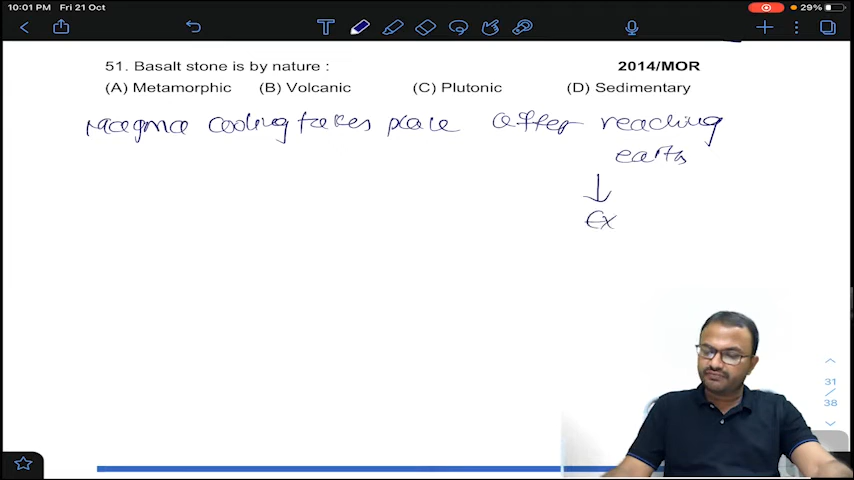 10:01 PM Fri 21 Oct
29%
51. Basalt stone is by nature : 2014/MOR
(A) Metamorphic (B) Volcanic (C) Plutonic (D) Sedimentary
magma cooling takes place after reaching
earths
Ex
31
/
38